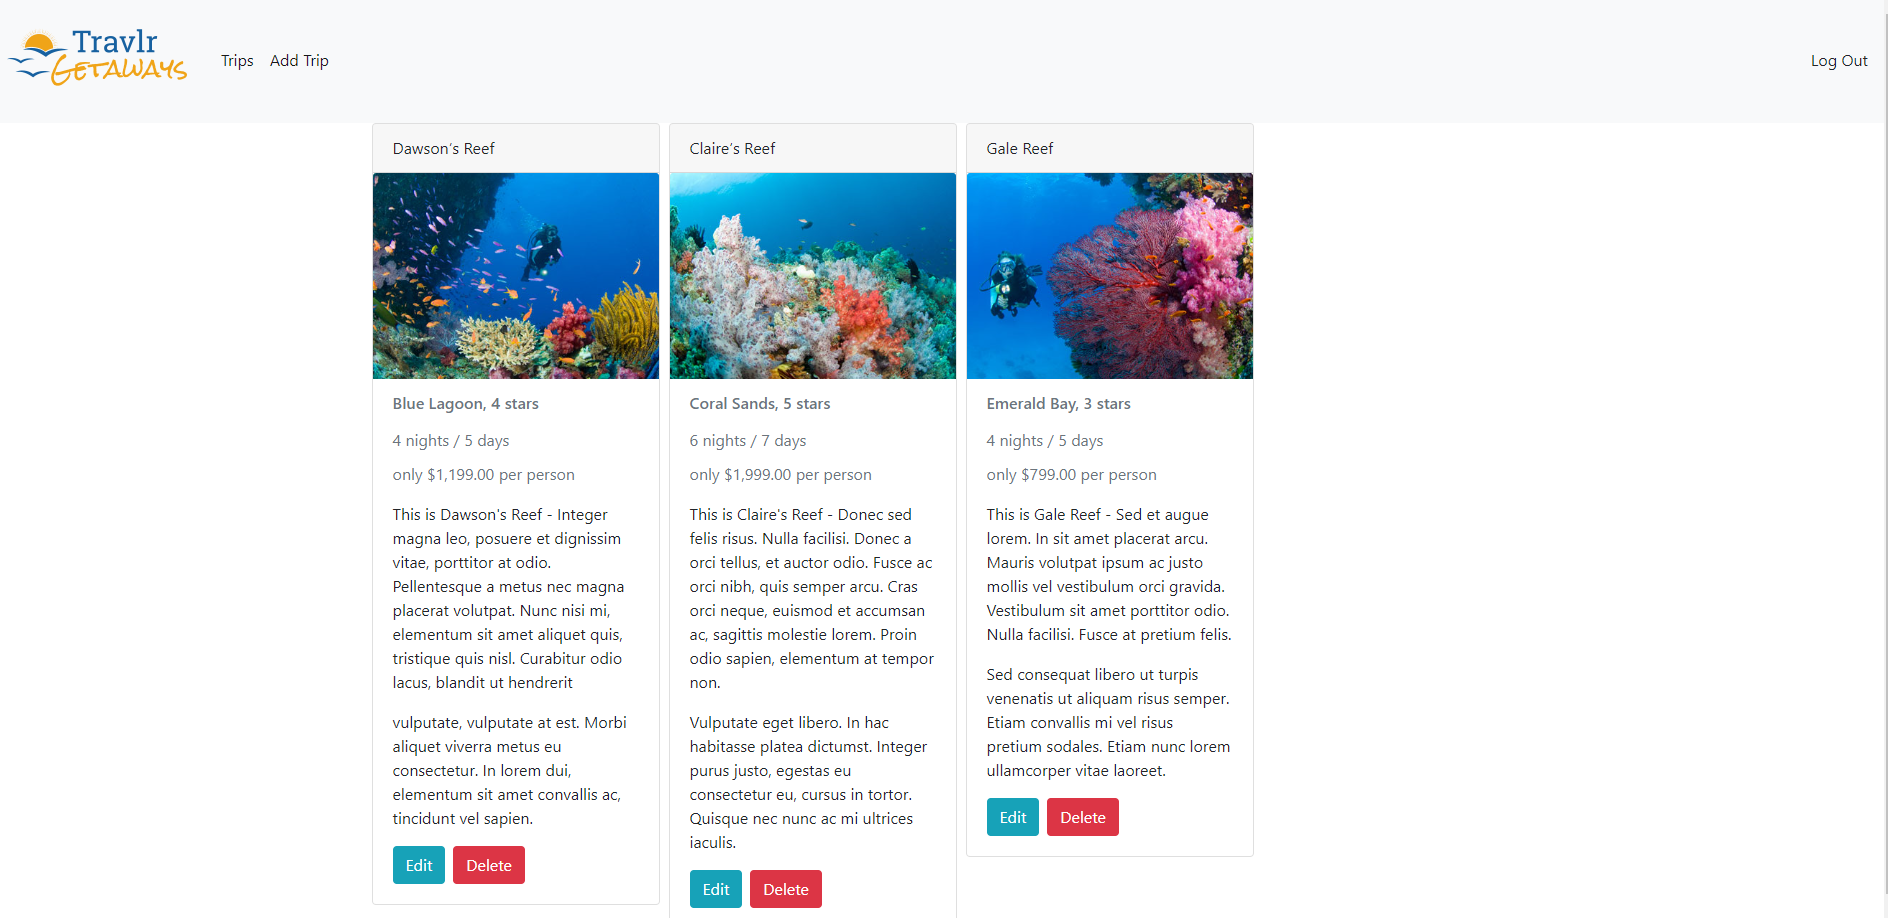 Travlr
Getaways
Trips
Add Trip
Log Out
Dawson's Reef
Blue Lagoon, 4 stars
4 nights / 5 days
only $1,199.00 per person
This is Dawson's Reef - Integer
magna leo, posuere et dignissim
vitae, porttitor at odio.
Pellentesque a metus nec magna
placerat volutpat. Nunc nisi mi,
elementum sit amet aliquet quis,
tristique quis nisl. Curabitur odio
lacus, blandit ut hendrerit
vulputate, vulputate at est. Morbi
aliquet viverra metus eu
consectetur. In lorem dui,
elementum sit amet convallis ac,
tincidunt vel sapien.
Edit
Delete
Claire's Reef
Coral Sands, 5 stars
6 nights / 7 days
only $1,999.00 per person
This is Claire's Reef - Donec sed
felis risus. Nulla facilisi. Donec a
orci tellus, et auctor odio. Fusce ac
orci nibh, quis semper arcu. Cras
orci neque, euismod et accumsan
ac, sagittis molestie lorem. Proin
odio sapien, elementum at tempor
non.
Vulputate eget libero. In hac
habitasse platea dictumst. Integer
purus justo, egestas eu
consectetur eu, cursus in tortor.
Quisque nec nunc ac mi ultrices
iaculis.
Edit
Delete
Gale Reef
Emerald Bay, 3 stars
4 nights / 5 days
only $799.00 per person
This is Gale Reef - Sed et augue
lorem. In sit amet placerat arcu.
Mauris volutpat ipsum ac justo
mollis vel vestibulum orci gravida.
Vestibulum sit amet porttitor odio.
Nulla facilisi. Fusce at pretium felis.
Sed consequat libero ut turpis
venenatis ut aliquam risus semper.
Etiam convallis mi vel risus
pretium sodales. Etiam nunc lorem
ullamcorper vitae laoreet.
Edit
Delete